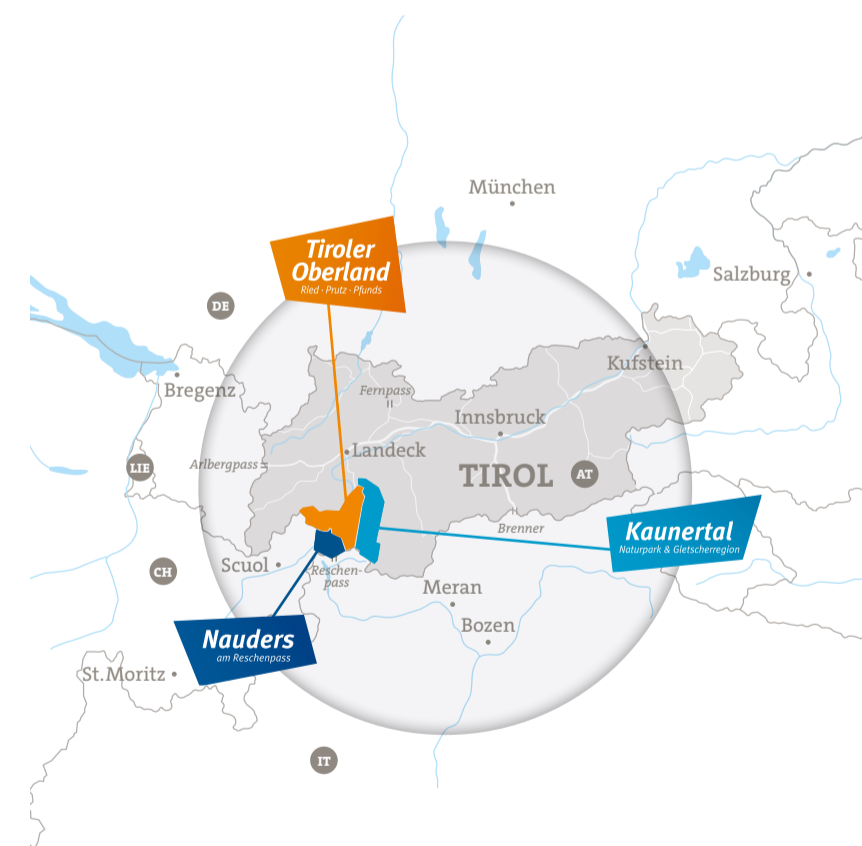 München
Tiroler
Oberland
Ried · Prutz · Pfunds
Salzburg
DE
Kufstein
Bregenz
Fernpass
Innsbruck
Landeck
Arlbergpass
LIE
TIROL
AT
Brenner
Kaunertal
Naturpark & Gletscherregion
Scuol
CH
Reschen-
pass
Meran
Bozen
Nauders
am Reschenpass
St.Moritz
IT